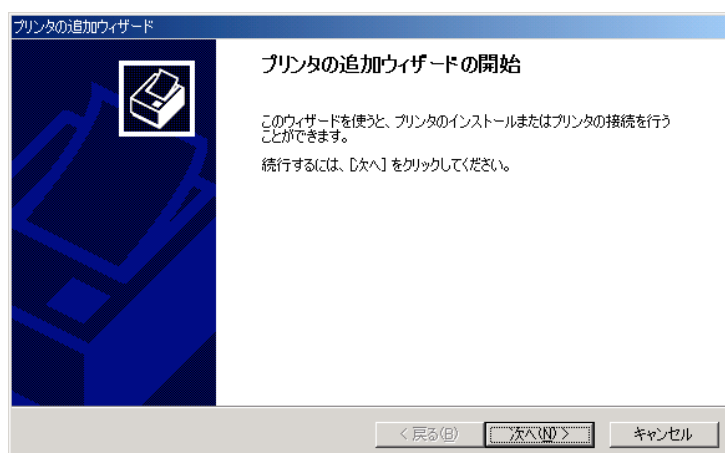 プリンタの追加ウィザード
プリンタの追加ウィザードの開始
このウィザードを使うと、プリンタのインストールまたはプリンタの接続を行う
ことができます。
続行するには、[次へ] をクリックしてください。
< 戻る(B) 次へ(N) > キャンセル